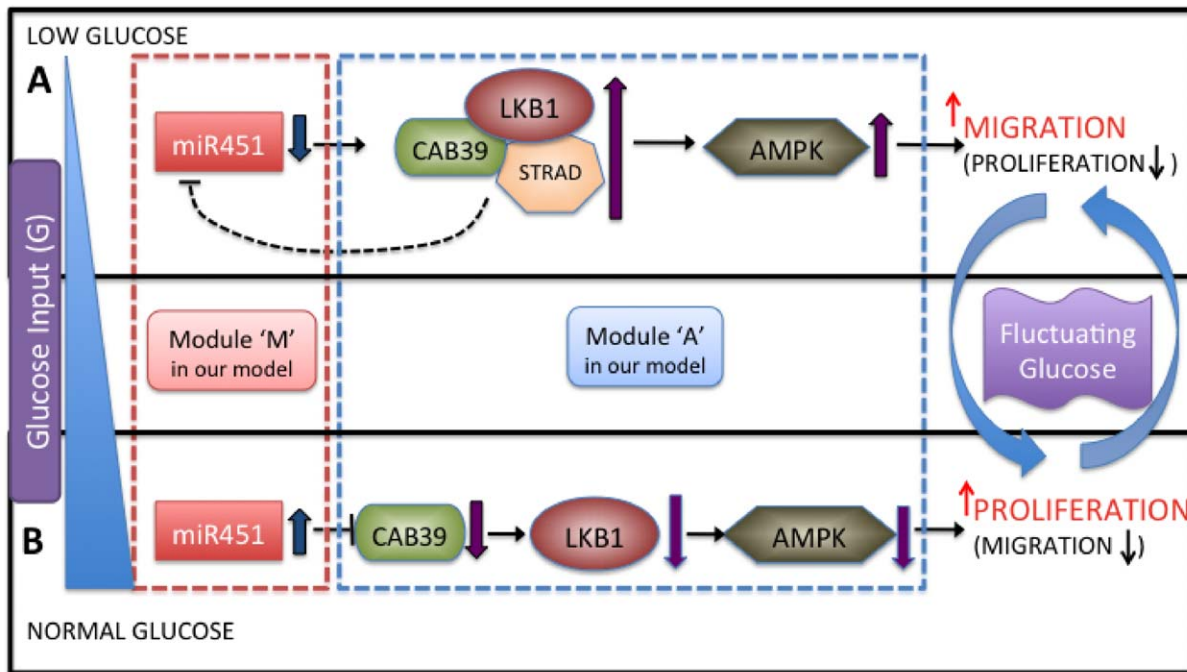 LOW GLUCOSE
A
miR451
CAB39
LKB1
STRAD
AMPK
↑
MIGRATION
(PROLIFERATION↓)
Glucose Input (G)
Module ‘M’
in our model
Module ‘A’
in our model
Fluctuating
Glucose
B
miR451
CAB39
LKB1
AMPK
↑PROLIFERATION
(MIGRATION ↓)
NORMAL GLUCOSE